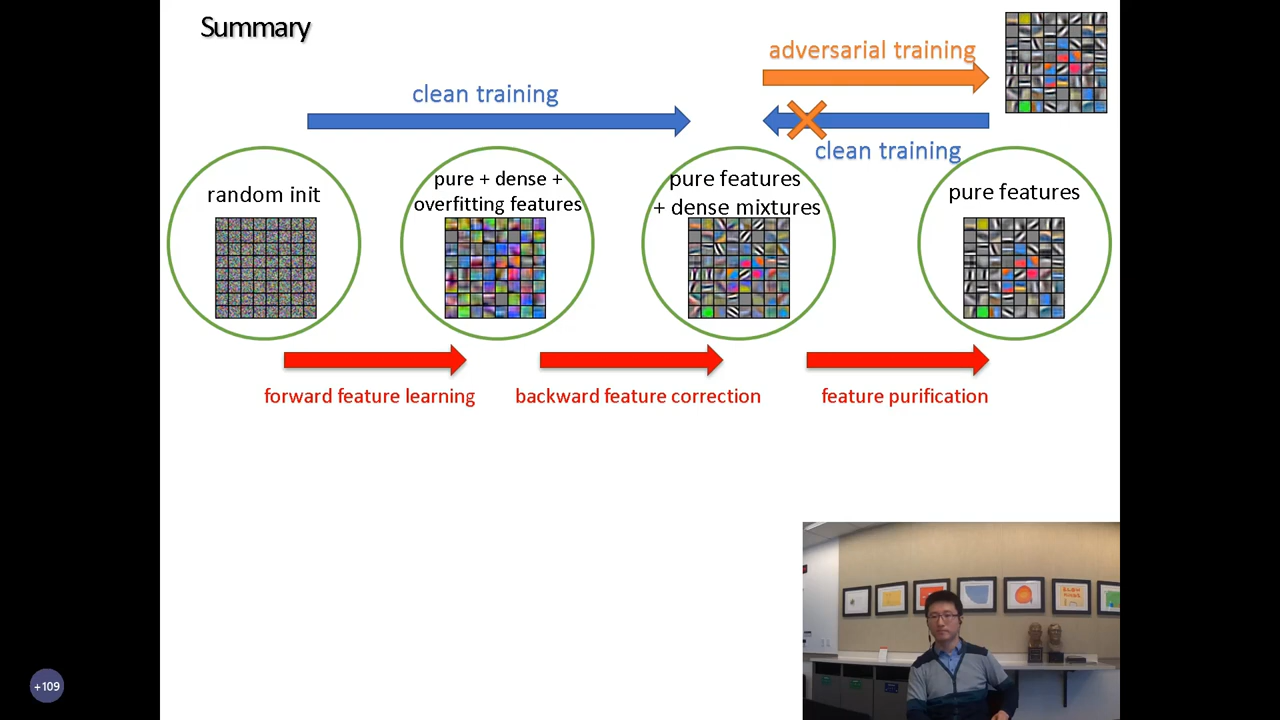 Summary
adversarial training
clean training
clean training
random init
pure + dense +
overfitting features
pure features
+ dense mixtures
pure features
forward feature learning
backward feature correction
feature purification
+109